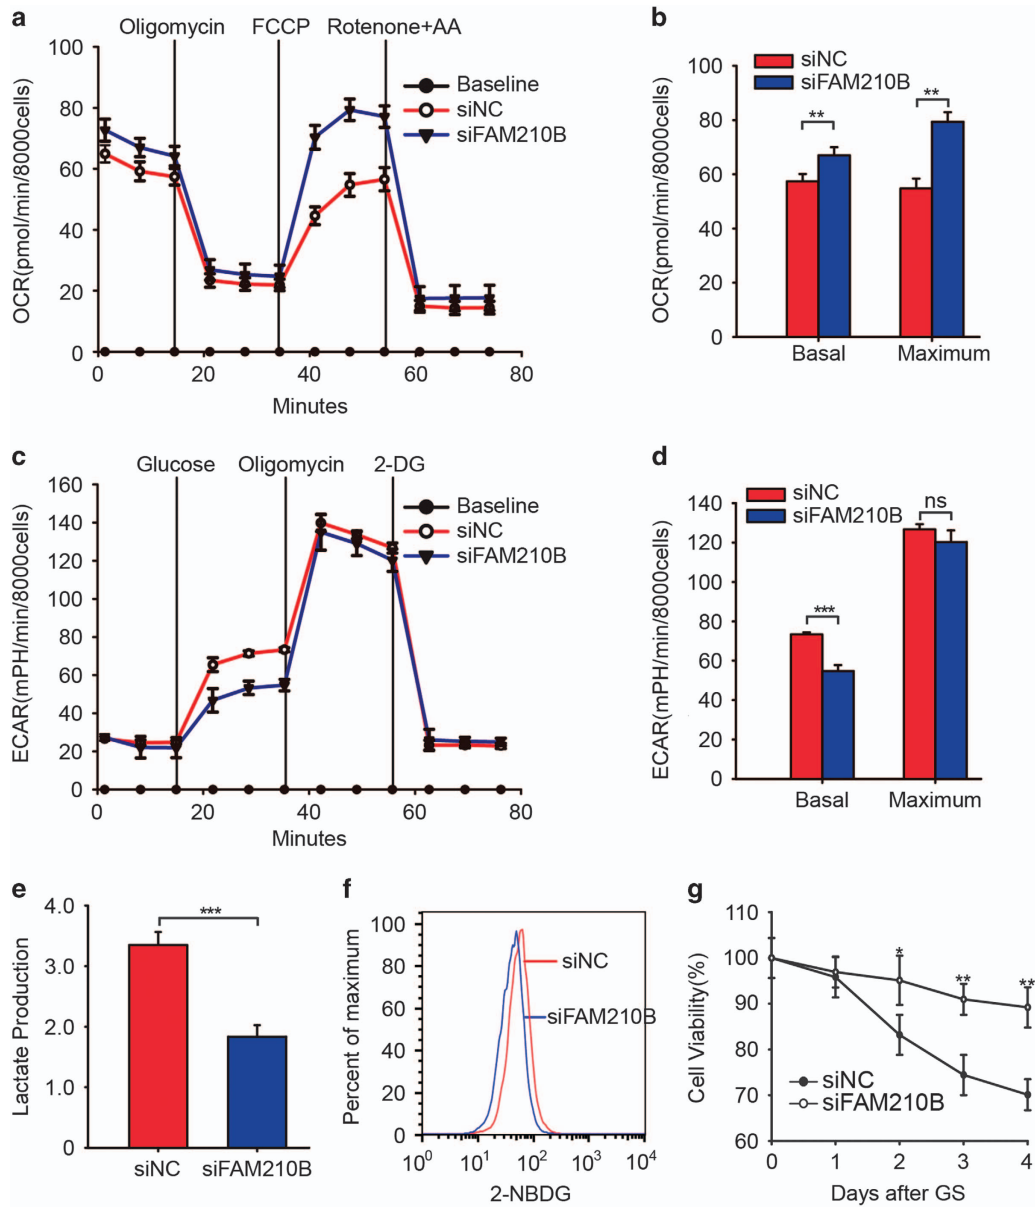 a
Oligomycin FCCP Rotenone+AA
OCR(pmol/min/8000cells)
100
80
60
40
20
0
Baseline
siNC
siFAM210B
0 20 40 60 80
Minutes
b
siNC
siFAM210B
OCR(pmol/min/8000cells)
100
80
60
40
20
0
** **
Basal Maximum
c
Glucose Oligomycin 2-DG
ECAR(mPH/min/8000cells)
160
140
120
100
80
60
40
20
0
Baseline
siNC
siFAM210B
0 20 40 60 80
Minutes
d
siNC
siFAM210B
ECAR(mPH/min/8000cells)
140
120
100
80
60
40
20
0
*** ns
Basal Maximum
e
Lactate Production
4.0
3.0
2.0
1.0
0
***
siNC siFAM210B
f
Percent of maximum
100
80
60
40
20
0
siNC
siFAM210B
10⁰ 10¹ 10² 10³ 10⁴
2-NBDG
g
Cell Viability(%)
110
100
90
80
70
60
* ** **
siNC
siFAM210B
0 1 2 3 4
Days after GS